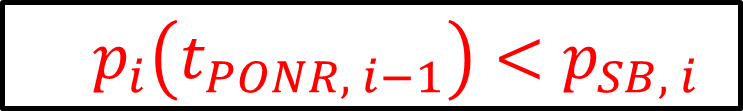 p_i(t_{PONR, i−1}) < p_{SB, i}